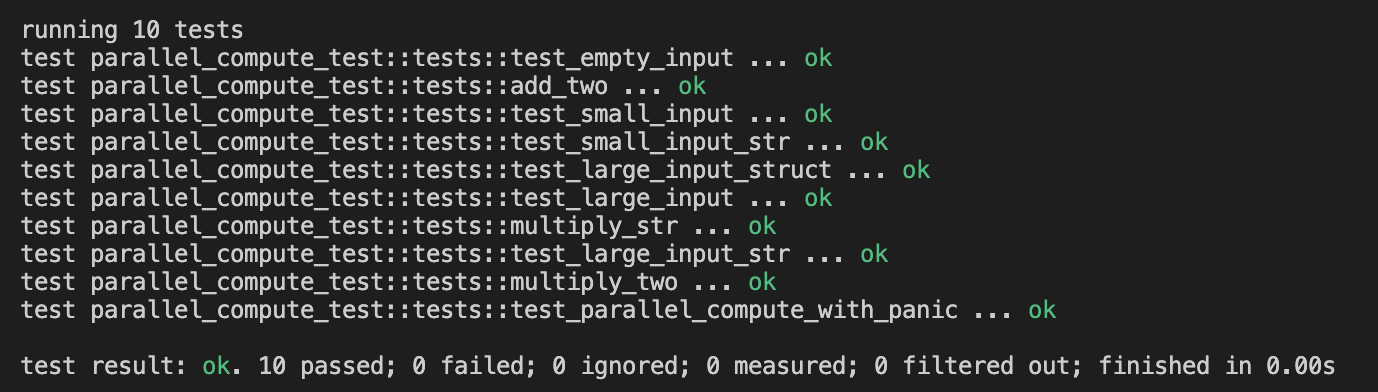 running 10 tests
test parallel_compute_test::tests::test_empty_input ... ok
test parallel_compute_test::tests::add_two ... ok
test parallel_compute_test::tests::test_small_input ... ok
test parallel_compute_test::tests::test_small_input_str ... ok
test parallel_compute_test::tests::test_large_input_struct ... ok
test parallel_compute_test::tests::test_large_input ... ok
test parallel_compute_test::tests::multiply_str ... ok
test parallel_compute_test::tests::test_large_input_str ... ok
test parallel_compute_test::tests::multiply_two ... ok
test parallel_compute_test::tests::test_parallel_compute_with_panic ... ok
test result: ok. 10 passed; 0 failed; 0 ignored; 0 measured; 0 filtered out; finished in 0.00s